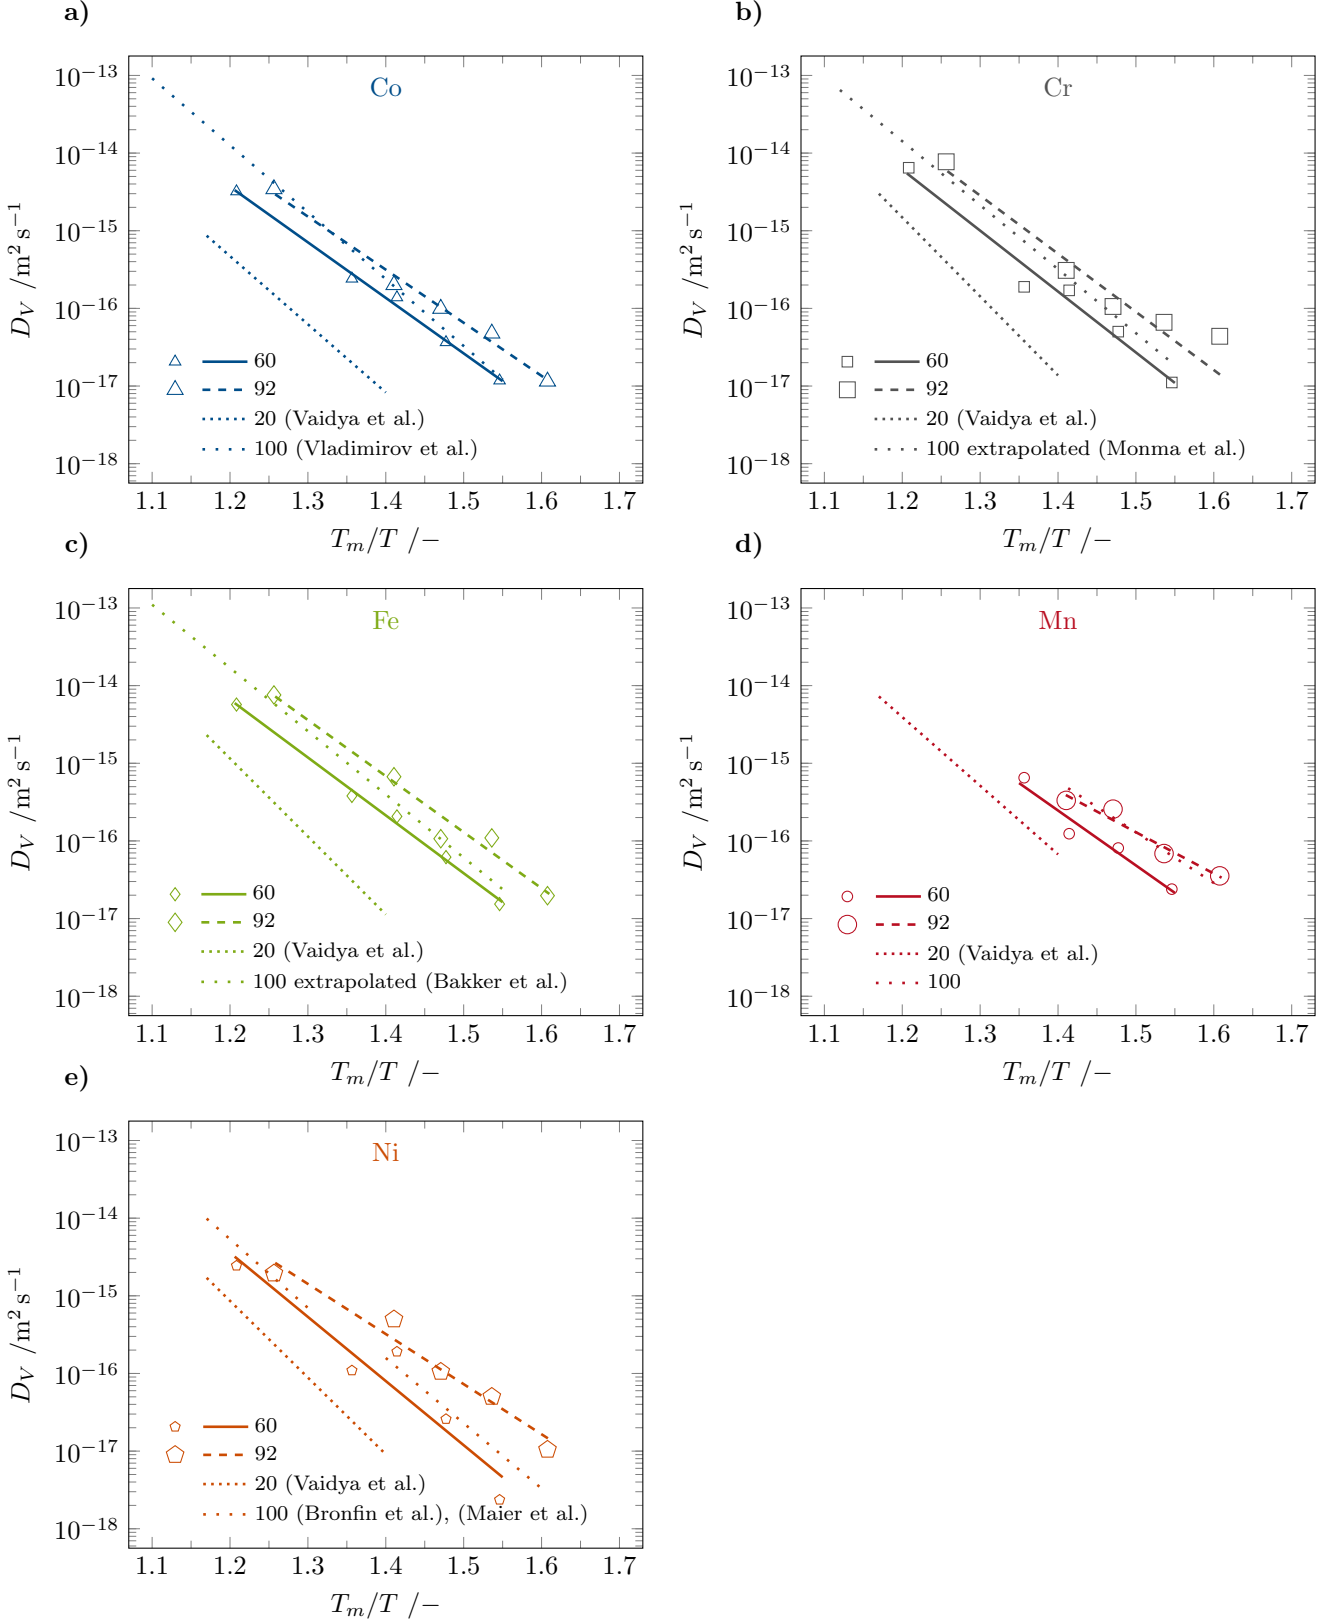 a)
Co
10⁻¹³
10⁻¹⁴
10⁻¹⁵
10⁻¹⁶
10⁻¹⁷
10⁻¹⁸
D_V /m² s⁻¹
60
92
20 (Vaidya et al.)
100 (Vladimirov et al.)
1.1 1.2 1.3 1.4 1.5 1.6 1.7
T_m/T /−
b)
Cr
10⁻¹³
10⁻¹⁴
10⁻¹⁵
10⁻¹⁶
10⁻¹⁷
10⁻¹⁸
D_V /m² s⁻¹
60
92
20 (Vaidya et al.)
100 extrapolated (Monma et al.)
1.1 1.2 1.3 1.4 1.5 1.6 1.7
T_m/T /−
c)
Fe
10⁻¹³
10⁻¹⁴
10⁻¹⁵
10⁻¹⁶
10⁻¹⁷
10⁻¹⁸
D_V /m² s⁻¹
60
92
20 (Vaidya et al.)
100 extrapolated (Bakker et al.)
1.1 1.2 1.3 1.4 1.5 1.6 1.7
T_m/T /−
d)
Mn
10⁻¹³
10⁻¹⁴
10⁻¹⁵
10⁻¹⁶
10⁻¹⁷
10⁻¹⁸
D_V /m² s⁻¹
60
92
20 (Vaidya et al.)
100
1.1 1.2 1.3 1.4 1.5 1.6 1.7
T_m/T /−
e)
Ni
10⁻¹³
10⁻¹⁴
10⁻¹⁵
10⁻¹⁶
10⁻¹⁷
10⁻¹⁸
D_V /m² s⁻¹
60
92
20 (Vaidya et al.)
100 (Bronfin et al.), (Maier et al.)
1.1 1.2 1.3 1.4 1.5 1.6 1.7
T_m/T /−